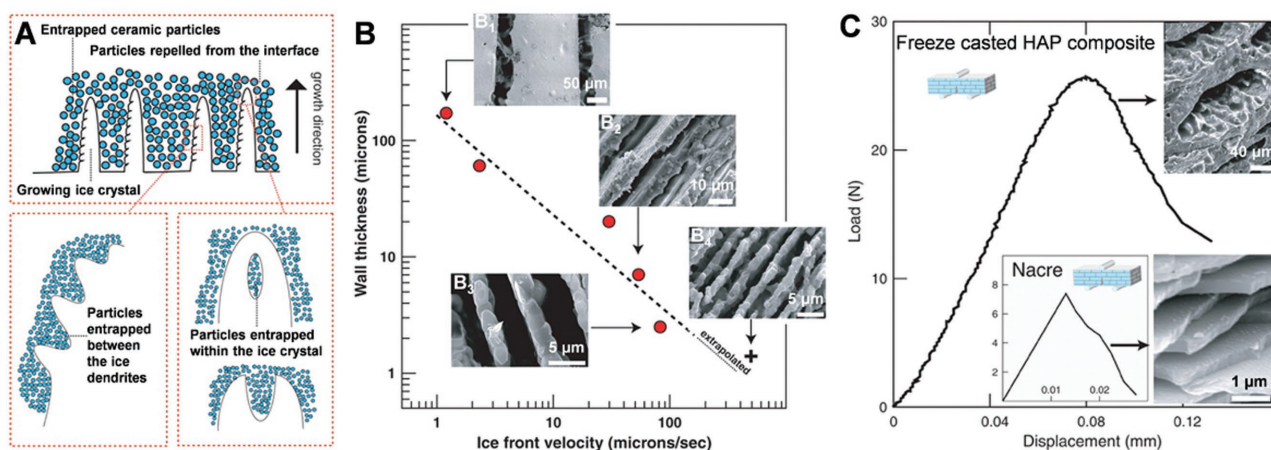 A
Entrapped ceramic particles
Particles repelled from the interface
growth direction
Growing ice crystal
Particles
entrapped
between
the ice
dendrites
Particles entrapped
within the ice crystal
B
Wall thickness (microns)
100
10
1
1
10
100
Ice front velocity (microns/sec)
B1
50 µm
B2
10 µm
B3
5 µm
B4
5 µm
extrapolated
C
Freeze casted HAP composite
Load (N)
30
20
10
0
0
0.04
0.08
0.12
Displacement (mm)
40 µm
Nacre
8
6
4
2
0.01
0.02
1 µm